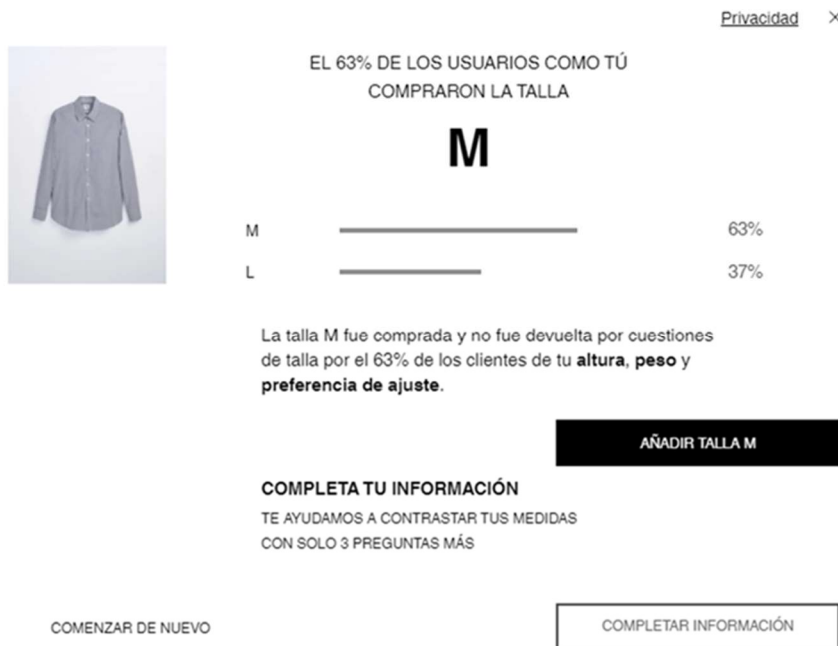 Privacidad ×
EL 63% DE LOS USUARIOS COMO TÚ
COMPRARON LA TALLA
M
M 63%
L 37%
La talla M fue comprada y no fue devuelta por cuestiones
de talla por el 63% de los clientes de tu altura, peso y
preferencia de ajuste.
AÑADIR TALLA M
COMPLETA TU INFORMACIÓN
TE AYUDAMOS A CONTRASTAR TUS MEDIDAS
CON SOLO 3 PREGUNTAS MÁS
COMENZAR DE NUEVO
COMPLETAR INFORMACIÓN